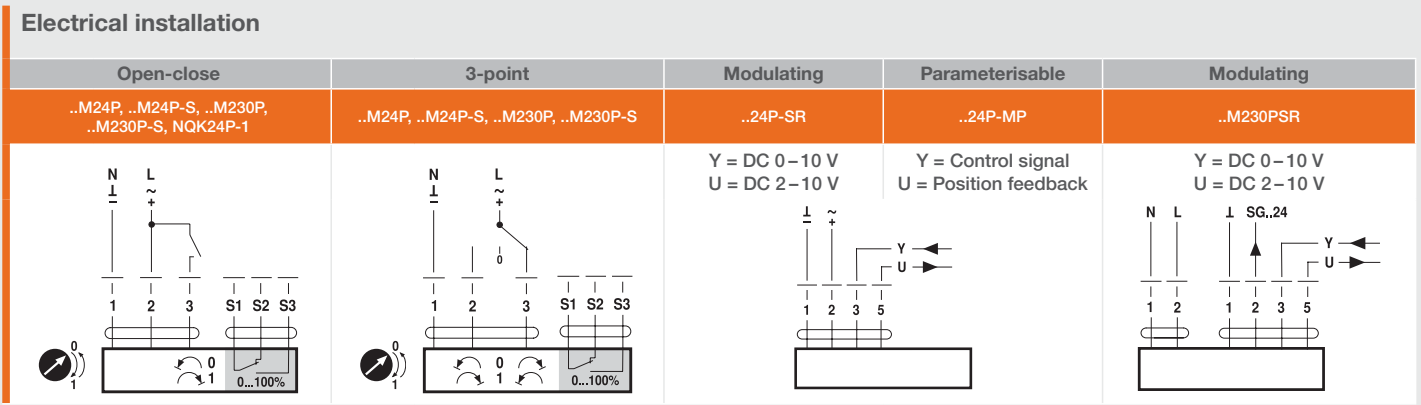 Electrical installation
Open-close
3-point
Modulating
Parameterisable
Modulating
..M24P, ..M24P-S, ..M230P,
..M230P-S, NQK24P-1
..M24P, ..M24P-S, ..M230P, ..M230P-S
..24P-SR
..24P-MP
..M230PSR
N L
⊥ ~
– +
1 2 3 S1 S2 S3
0
1
0
1
0...100%
N L
⊥ ~
– +
0
1 2 3 S1 S2 S3
0
1
0
1
0...100%
Y = DC 0–10 V
U = DC 2–10 V
Y = Control signal
U = Position feedback
⊥ ~
– +
Y
U
1 2 3 5
Y = DC 0–10 V
U = DC 2–10 V
N L ⊥ SG..24
Y
U
1 2 1 2 3 5